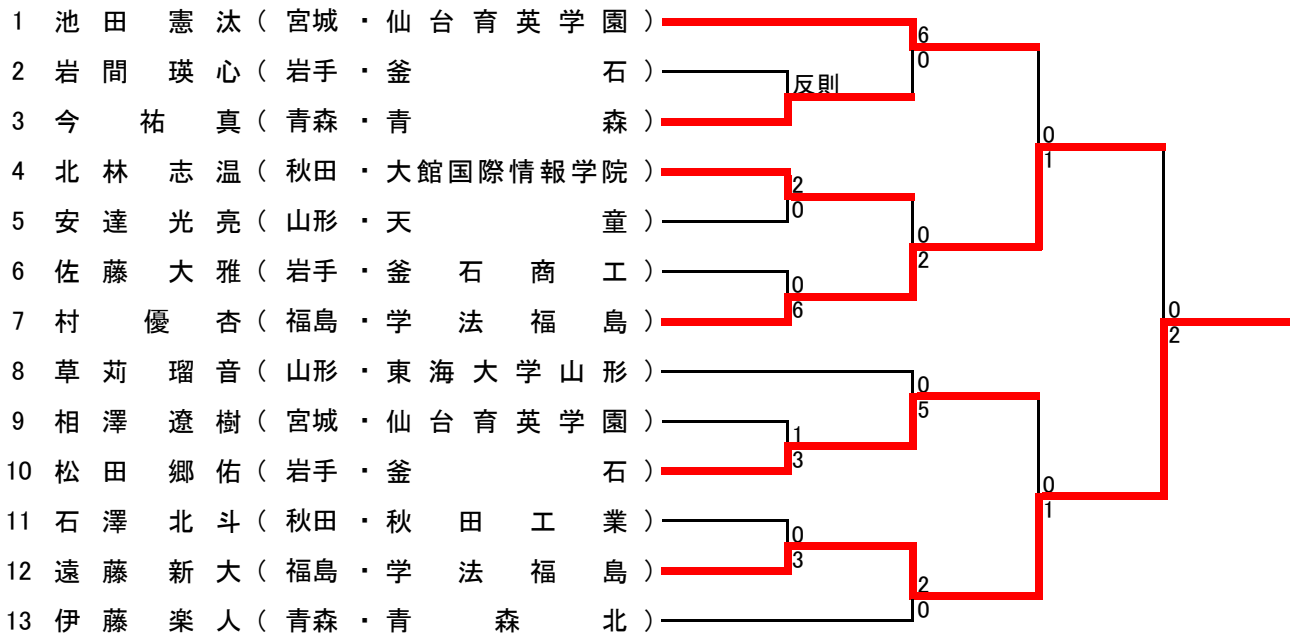 1 池田 憲汰(宮城・仙台育英学園)
6
0
2 岩間 瑛心(岩手・釜石)
反則
3 今 祐真(青森・青森)
0
1
4 北林 志温(秋田・大館国際情報学院)
2
0
5 安達 光亮(山形・天童)
0
2
6 佐藤 大雅(岩手・釜石商工)
0
6
7 村 優杏(福島・学法福島)
0
2
8 草苅 瑠音(山形・東海大学山形)
0
5
9 相澤 遼樹(宮城・仙台育英学園)
1
3
10 松田 郷佑(岩手・釜石)
0
1
11 石澤 北斗(秋田・秋田工業)
0
3
12 遠藤 新大(福島・学法福島)
2
0
13 伊藤 楽人(青森・青森北)